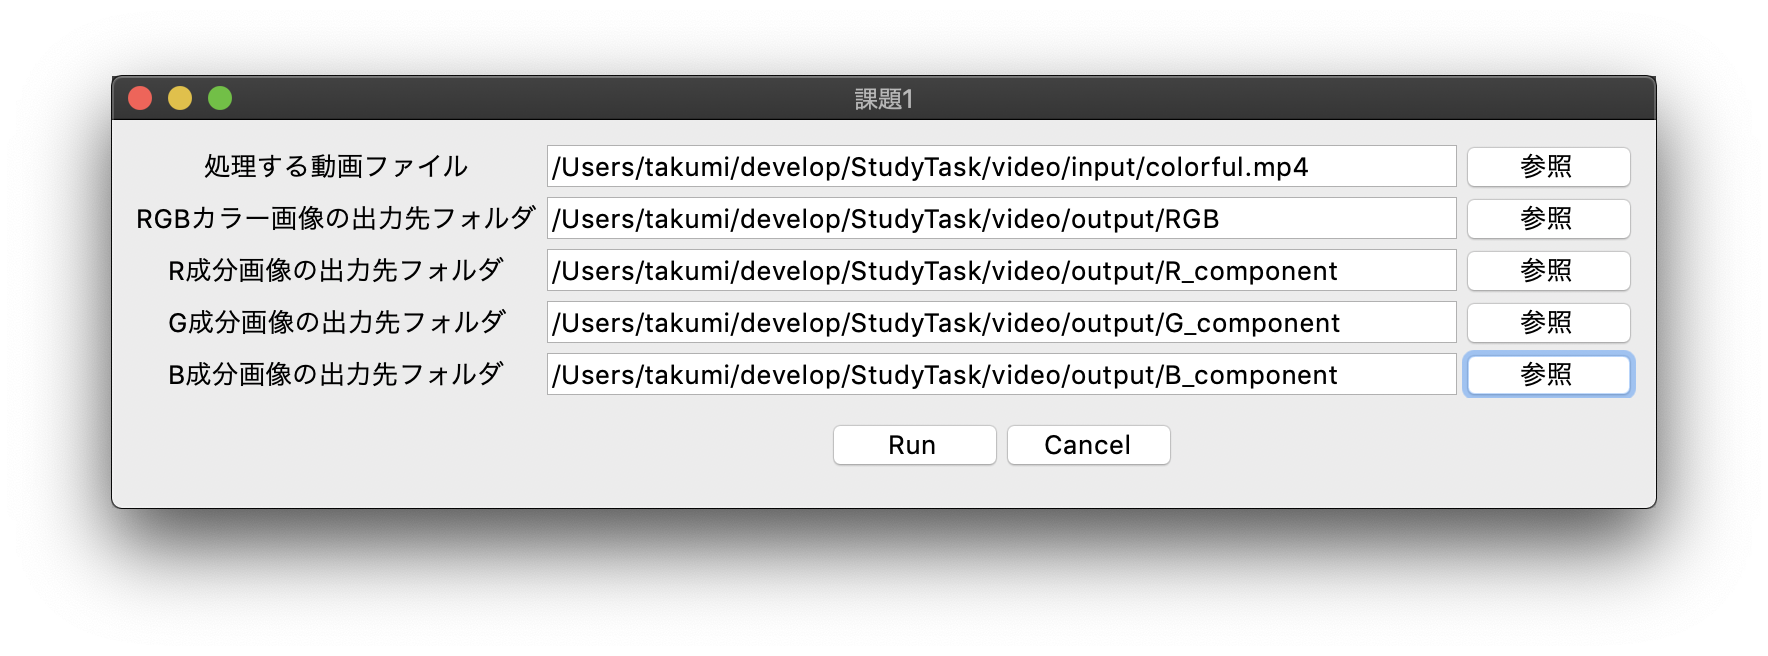 課題1
処理する動画ファイル /Users/takumi/develop/StudyTask/video/input/colorful.mp4 参照
RGBカラー画像の出力先フォルダ /Users/takumi/develop/StudyTask/video/output/RGB 参照
R成分画像の出力先フォルダ /Users/takumi/develop/StudyTask/video/output/R_component 参照
G成分画像の出力先フォルダ /Users/takumi/develop/StudyTask/video/output/G_component 参照
B成分画像の出力先フォルダ /Users/takumi/develop/StudyTask/video/output/B_component 参照
Run Cancel